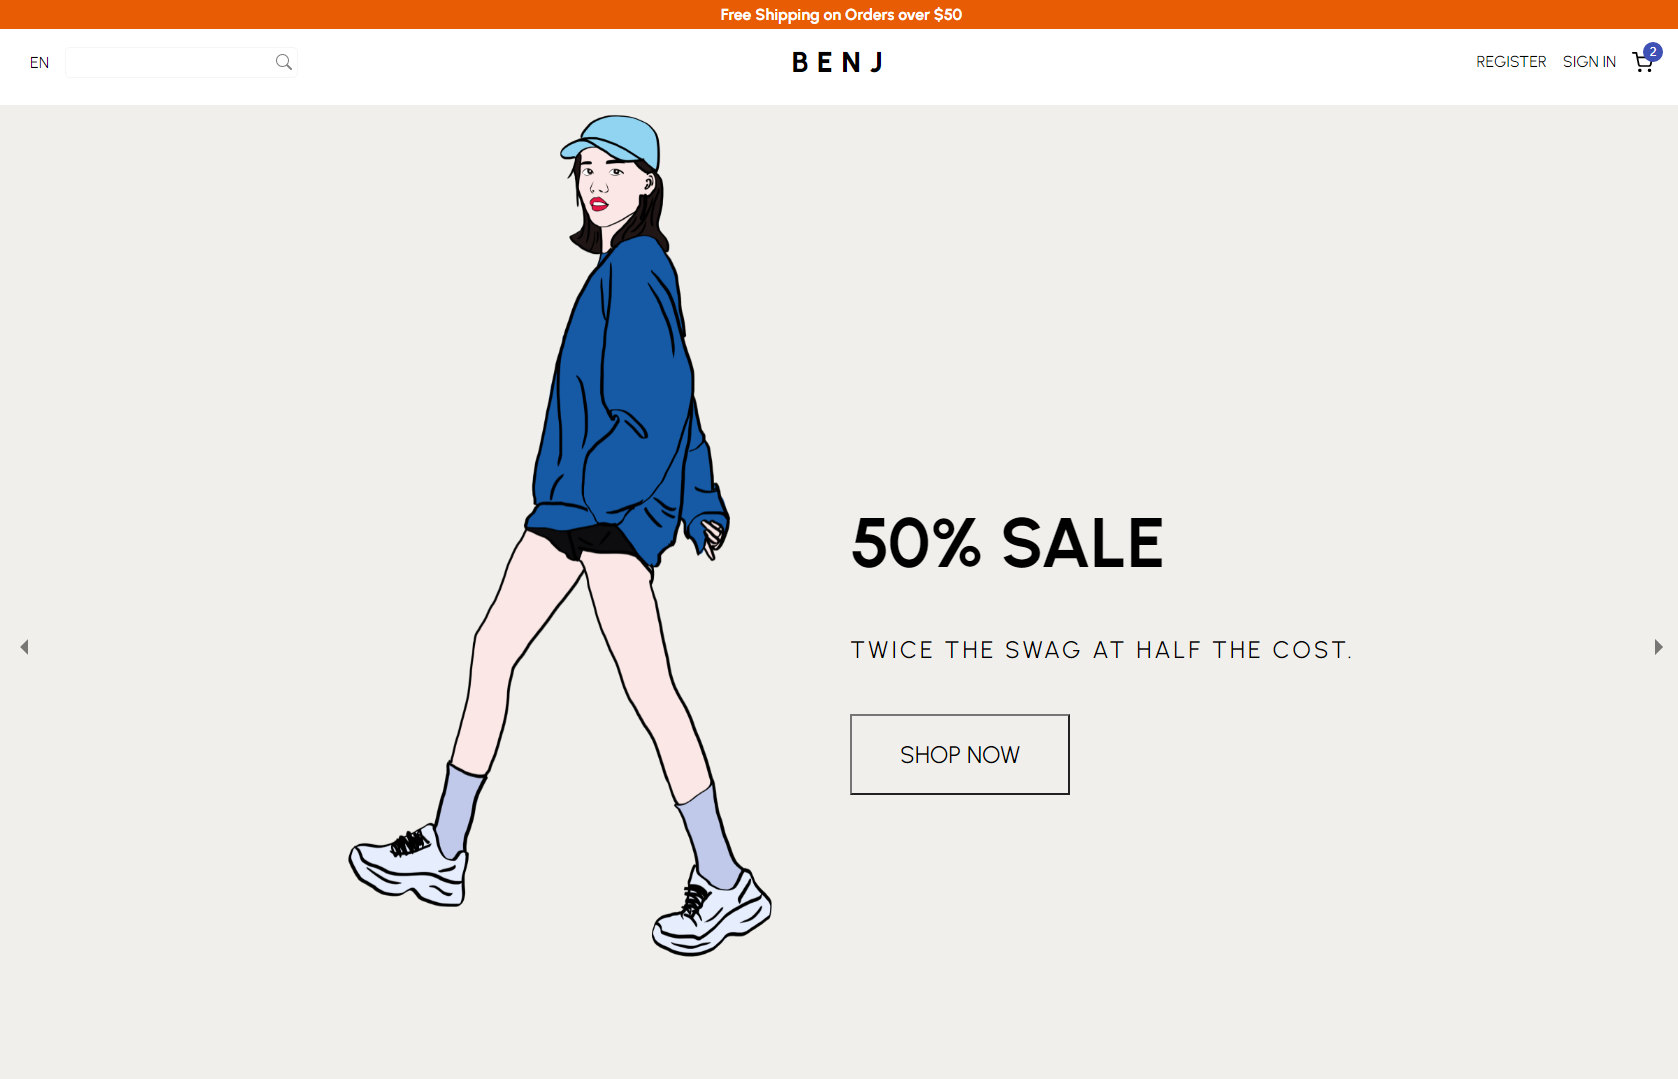 Free Shipping on Orders over $50
EN
BENJ
REGISTER
SIGN IN
2
50% SALE
TWICE THE SWAG AT HALF THE COST.
SHOP NOW